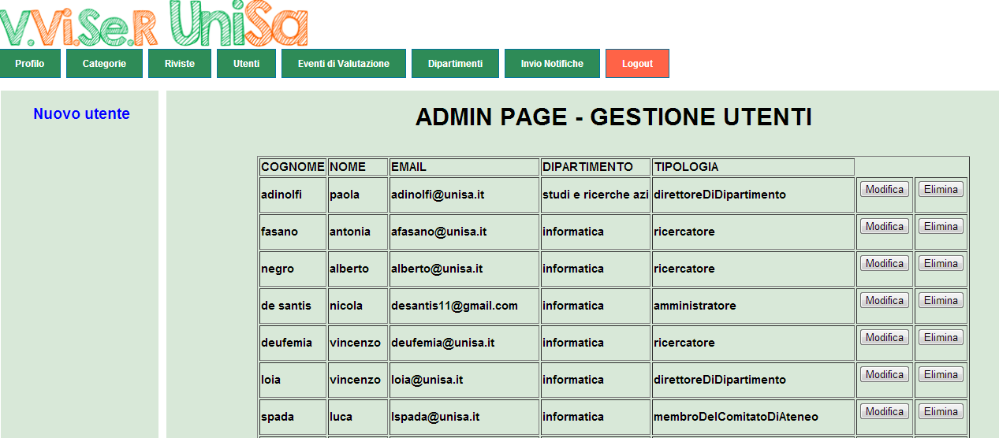 V.Vi.Se.R UniSa
Profilo Categorie Riviste Utenti Eventi di Valutazione Dipartimenti Invio Notifiche Logout
Nuovo utente
ADMIN PAGE - GESTIONE UTENTI
COGNOME NOME EMAIL DIPARTIMENTO TIPOLOGIA
adinolfi paola adinolfi@unisa.it studi e ricerche azi direttoreDiDipartimento Modifica Elimina
fasano antonia afasano@unisa.it informatica ricercatore Modifica Elimina
negro alberto alberto@unisa.it informatica ricercatore Modifica Elimina
de santis nicola desantis11@gmail.com informatica amministratore Modifica Elimina
deufemia vincenzo deufemia@unisa.it informatica ricercatore Modifica Elimina
loia vincenzo loia@unisa.it informatica direttoreDiDipartimento Modifica Elimina
spada luca lspada@unisa.it informatica membroDelComitatoDiAteneo Modifica Elimina